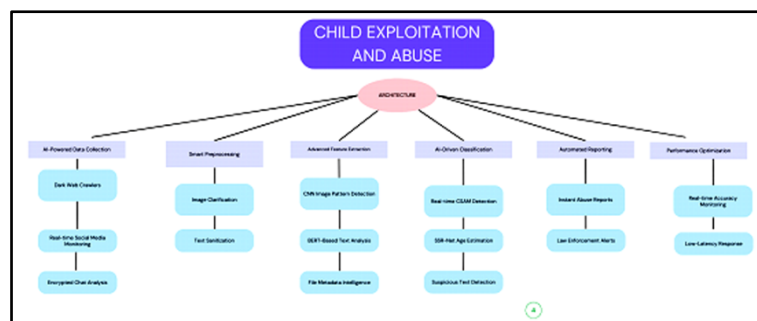 CHILD EXPLOITATION
AND ABUSE
ARCHITECTURE
AI-Powered Data Collection
Smart Preprocessing
Advanced Feature Extraction
AI-Driven Classification
Automated Reporting
Performance Optimization
Dark Web Crawlers
Image Clarification
CNN Image Pattern Detection
Real-time CSAM Detection
Instant Abuse Reports
Real-time Accuracy
Monitoring
Real-time Social Media
Monitoring
Text Sanitization
BERT-Based Text Analysis
SSR-Net Age Estimation
Law Enforcement Alerts
Low-Latency Response
Encrypted Chat Analysis
File Metadata Intelligence
Suspicious Text Detection
4